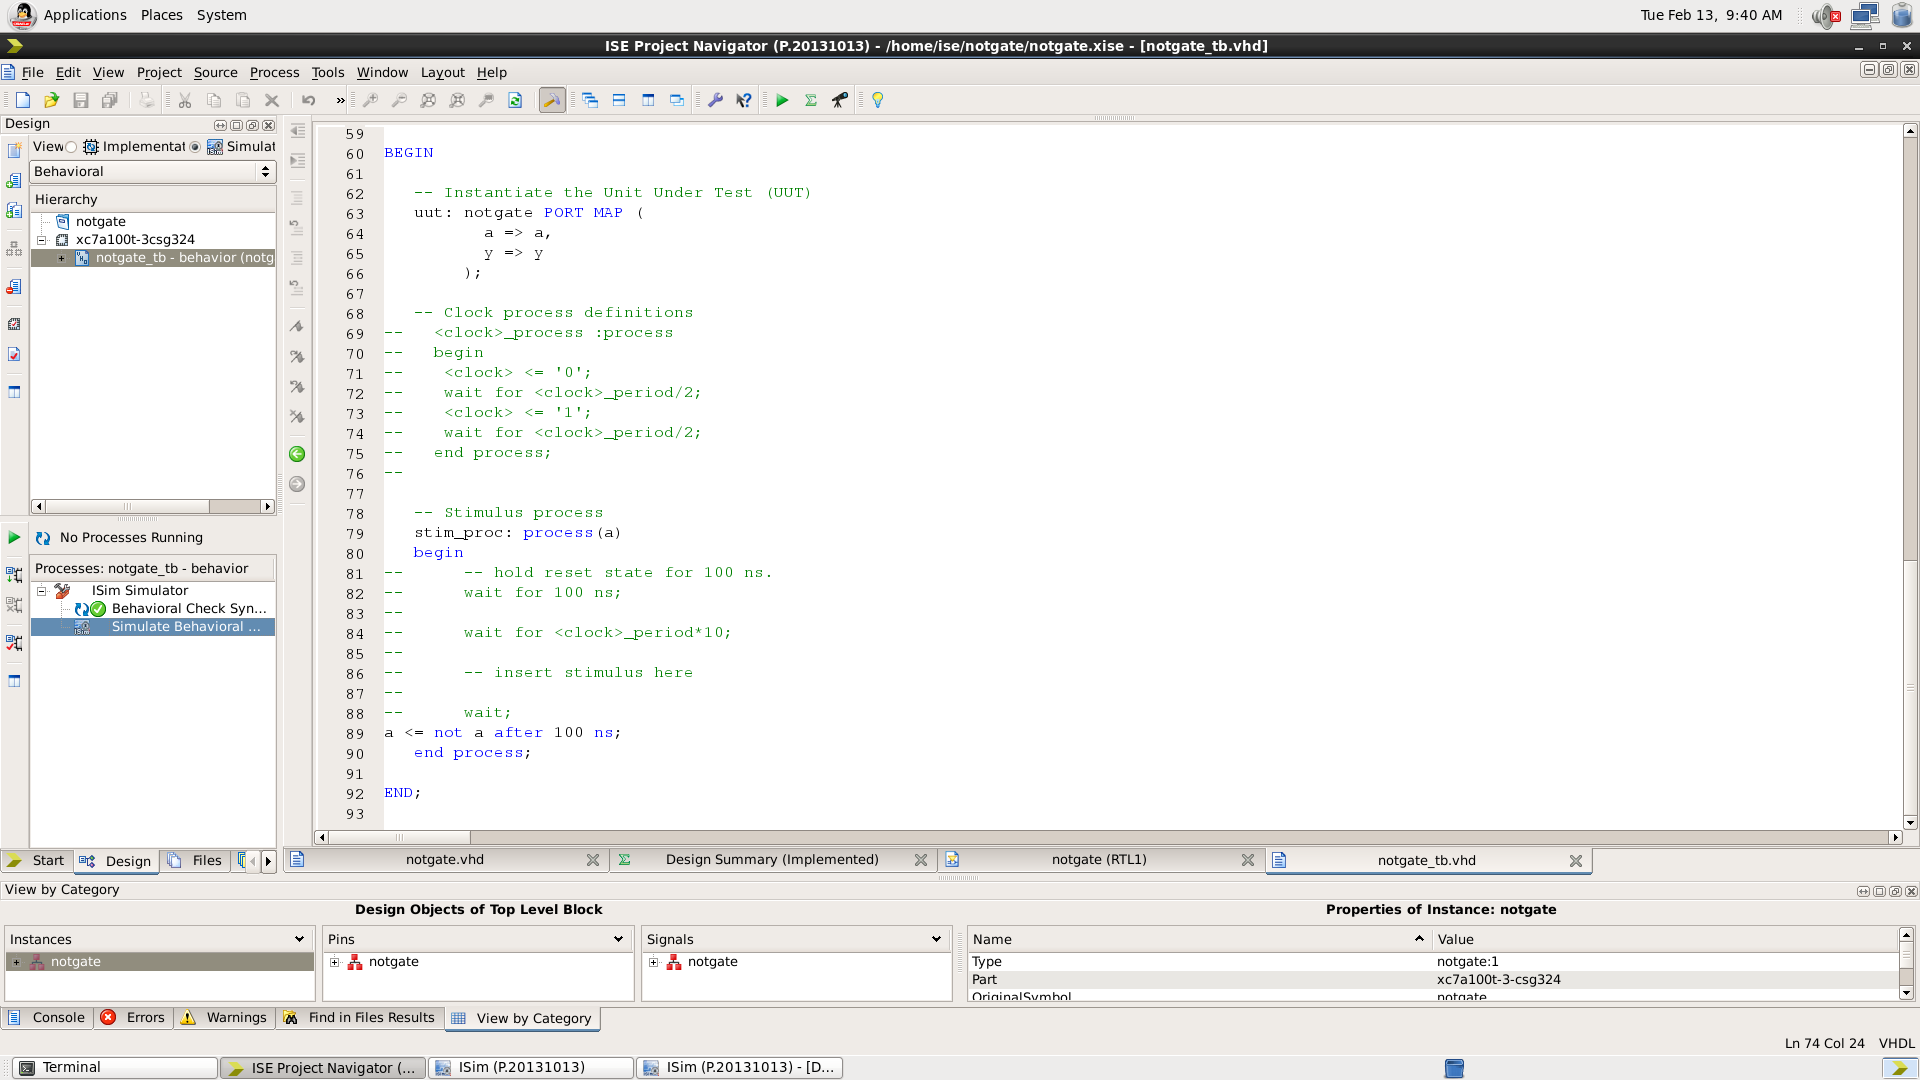 Applications Places System
Tue Feb 13, 9:40 AM
ISE Project Navigator (P.20131013) - /home/ise/notgate/notgate.xise - [notgate_tb.vhd]
File Edit View Project Source Process Tools Window Layout Help
Design
View Implementat Simulat
Behavioral
Hierarchy
notgate
xc7a100t-3csg324
notgate_tb - behavior (notg
No Processes Running
Processes: notgate_tb - behavior
ISim Simulator
Behavioral Check Syn...
Simulate Behavioral ...
Start Design Files
59
60 BEGIN
61
62 -- Instantiate the Unit Under Test (UUT)
63 uut: notgate PORT MAP (
64 a => a,
65 y => y
66 );
67
68 -- Clock process definitions
69 -- <clock>_process :process
70 -- begin
71 -- <clock> <= '0';
72 -- wait for <clock>_period/2;
73 -- <clock> <= '1';
74 -- wait for <clock>_period/2;
75 -- end process;
76 --
77
78 -- Stimulus process
79 stim_proc: process(a)
80 begin
81 -- -- hold reset state for 100 ns.
82 -- wait for 100 ns;
83 --
84 -- wait for <clock>_period*10;
85 --
86 -- -- insert stimulus here
87 --
88 -- wait;
89 a <= not a after 100 ns;
90 end process;
91
92 END;
93
notgate.vhd Design Summary (Implemented) notgate (RTL1) notgate_tb.vhd
View by Category
Design Objects of Top Level Block
Properties of Instance: notgate
Instances Pins Signals Name Value
notgate notgate notgate Type notgate:1
Part xc7a100t-3-csg324
OriginalSymbol notgate
Console Errors Warnings Find in Files Results View by Category
Ln 74 Col 24 VHDL
Terminal ISE Project Navigator (... ISim (P.20131013) ISim (P.20131013) - [D...